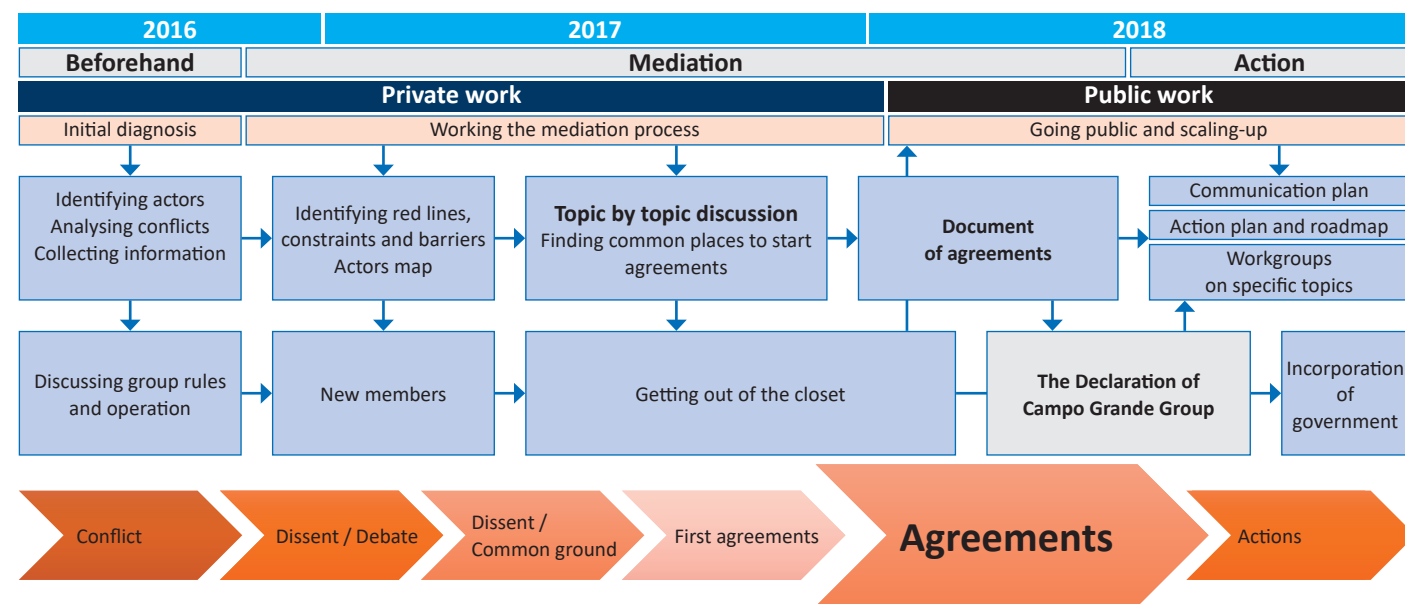 2016
2017
2018
Beforehand
Mediation
Action
Private work
Public work
Initial diagnosis
Working the mediation process
Going public and scaling-up
Identifying actors
Analysing conflicts
Collecting information
Identifying red lines,
constraints and barriers
Actors map
Topic by topic discussion
Finding common places to start
agreements
Document
of agreements
Communication plan
Action plan and roadmap
Workgroups
on specific topics
Discussing group rules
and operation
New members
Getting out of the closet
The Declaration of
Campo Grande Group
Incorporation
of
government
Conflict
Dissent / Debate
Dissent /
Common ground
First agreements
Agreements
Actions